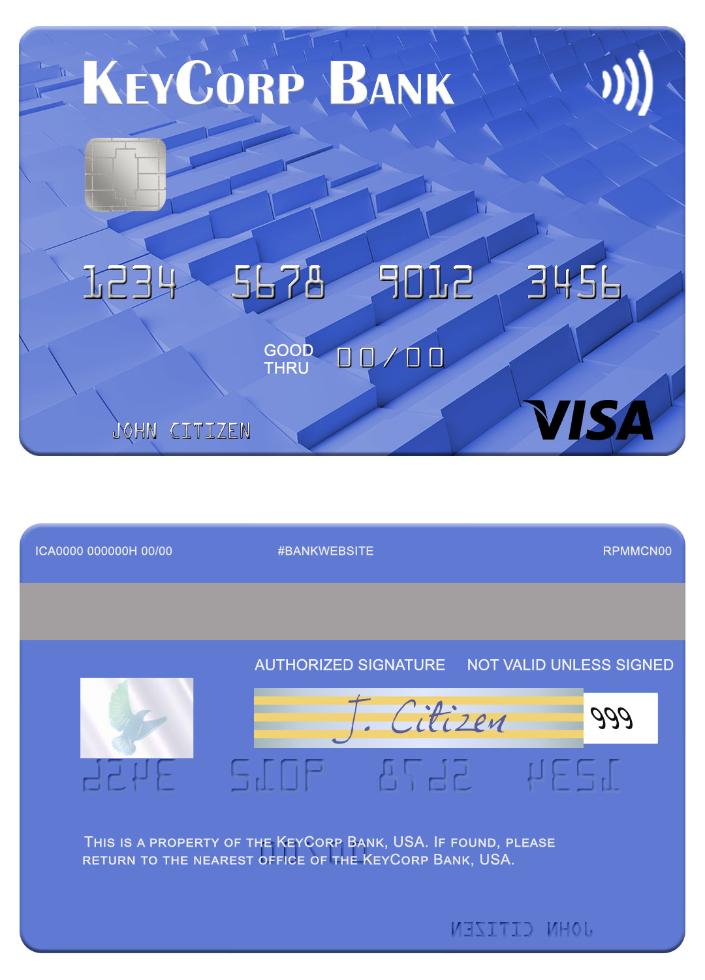 KEYCORP BANK
1234 5678 9012 3456
GOOD
THRU 00/00
JOHN CITIZEN
VISA
ICA0000 000000H 00/00 #BANKWEBSITE RPMMCN00
AUTHORIZED SIGNATURE NOT VALID UNLESS SIGNED
J. Citizen 999
THIS IS A PROPERTY OF THE KEYCORP BANK, USA. IF FOUND, PLEASE
RETURN TO THE NEAREST OFFICE OF THE KEYCORP BANK, USA.